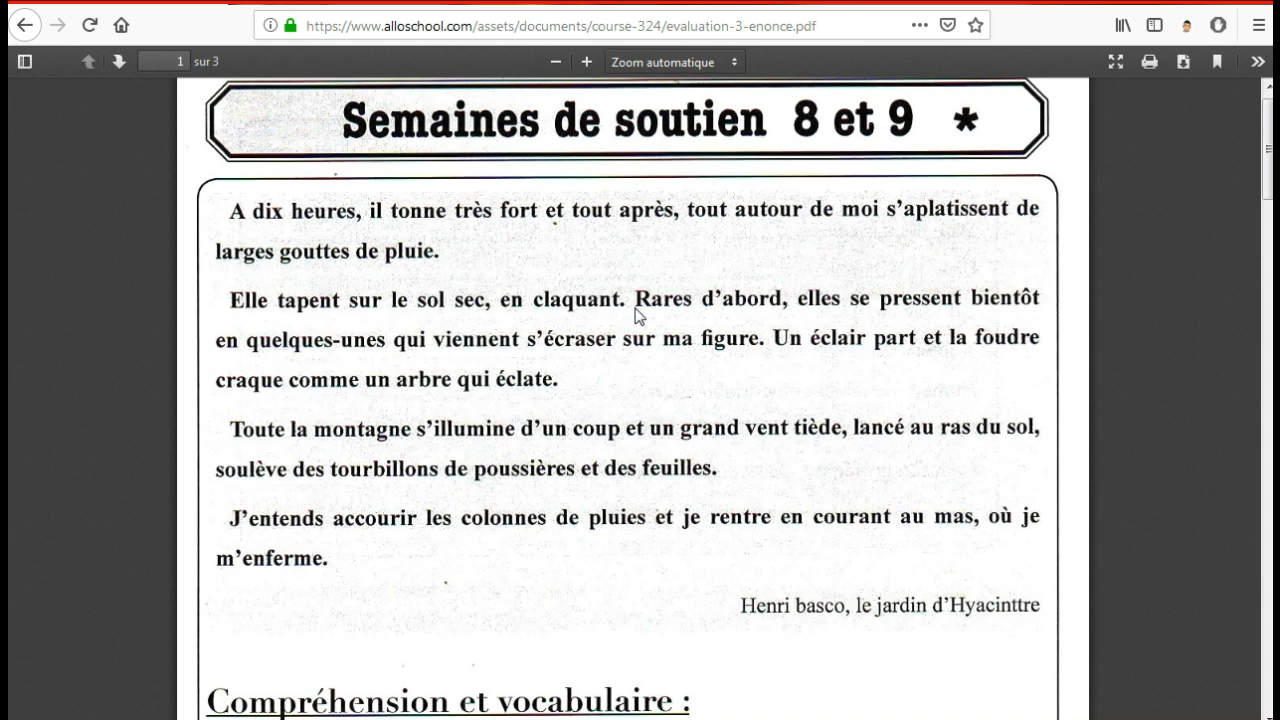 https://www.alloschool.com/assets/documents/course-324/evaluation-3-enonce.pdf
1 sur 3
Zoom automatique
Semaines de soutien 8 et 9 *
A dix heures, il tonne très fort et tout après, tout autour de moi s'aplatissent de
larges gouttes de pluie.
Elle tapent sur le sol sec, en claquant. Rares d'abord, elles se pressent bientôt
en quelques-unes qui viennent s'écraser sur ma figure. Un éclair part et la foudre
craque comme un arbre qui éclate.
Toute la montagne s'illumine d'un coup et un grand vent tiède, lancé au ras du sol,
soulève des tourbillons de poussières et des feuilles.
J'entends accourir les colonnes de pluies et je rentre en courant au mas, où je
m'enferme.
Henri basco, le jardin d'Hyacinttre
Compréhension et vocabulaire :